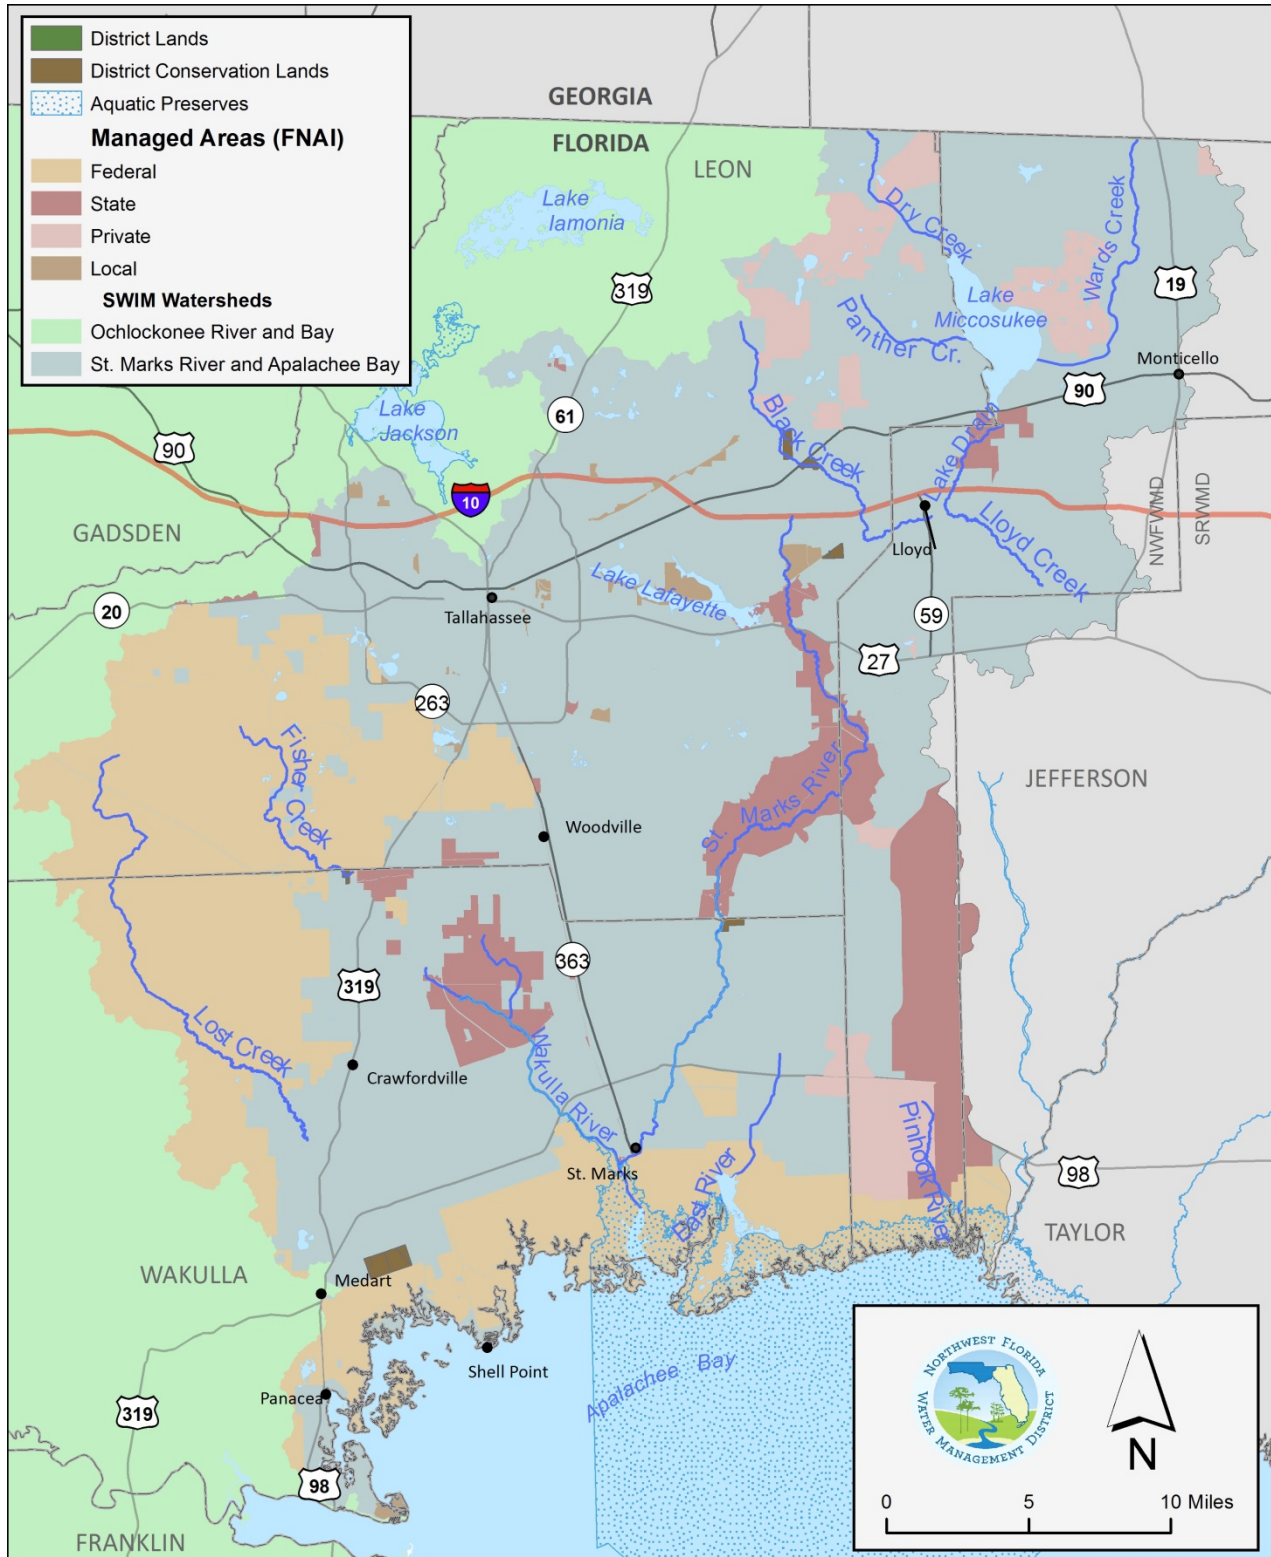 District Lands
District Conservation Lands
Aquatic Preserves
Managed Areas (FNAI)
Federal
State
Private
Local
SWIM Watersheds
Ochlockonee River and Bay
St. Marks River and Apalachee Bay
GEORGIA
FLORIDA
LEON
Lake
Iamonia
319
Dry Creek
Wards Creek
19
Lake
Miccosukee
Panther Cr.
Monticello
90
Lake
Jackson
61
90
Black Creek
Lake Drain
10
GADSDEN
Lloyd
Lloyd Creek
NWFWMD
SRWMD
Lake Lafayette
20
Tallahassee
59
27
263
Fisher Creek
St. Marks River
JEFFERSON
Woodville
363
319
Lost Creek
Crawfordville
Wakulla River
Pinhook River
St. Marks
East River
98
TAYLOR
WAKULLA
Medart
Shell Point
Apalachee Bay
Panacea
319
98
FRANKLIN
NORTHWEST FLORIDA
WATER MANAGEMENT DISTRICT
N
0 5 10 Miles